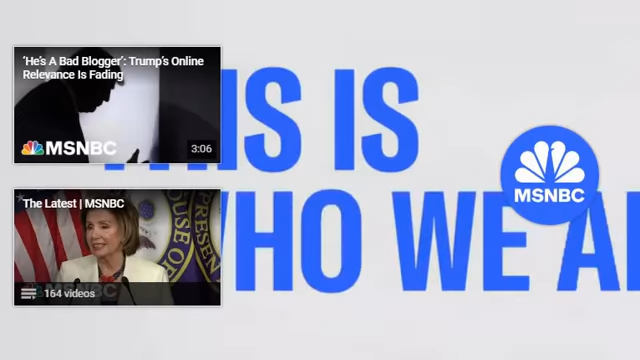 'He's A Bad Blogger': Trump's Online
Relevance Is Fading
MSNBC
3:06
THIS IS
WHO WE A
MSNBC
The Latest | MSNBC
164 videos